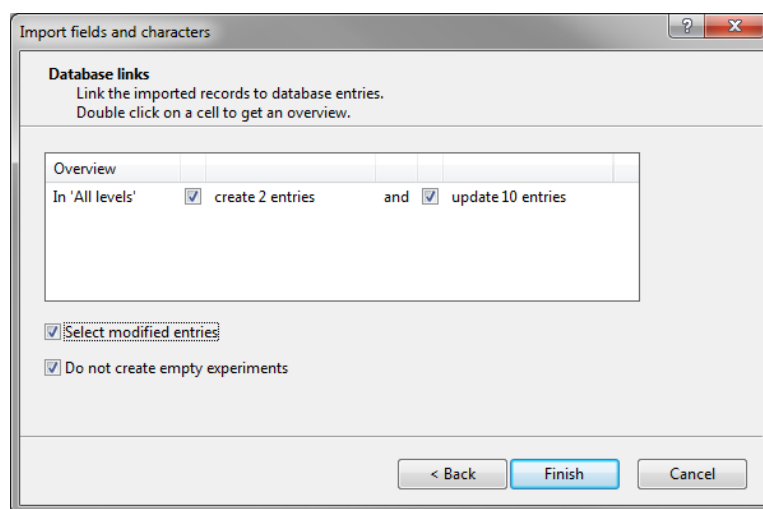 Import fields and characters
Database links
Link the imported records to database entries.
Double click on a cell to get an overview.
Overview
In 'All levels' create 2 entries and update 10 entries
Select modified entries
Do not create empty experiments
< Back Finish Cancel